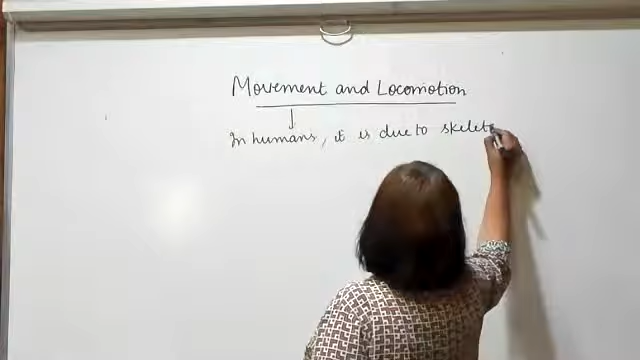 Movement and Locomotion
In humans, it is due to skelet